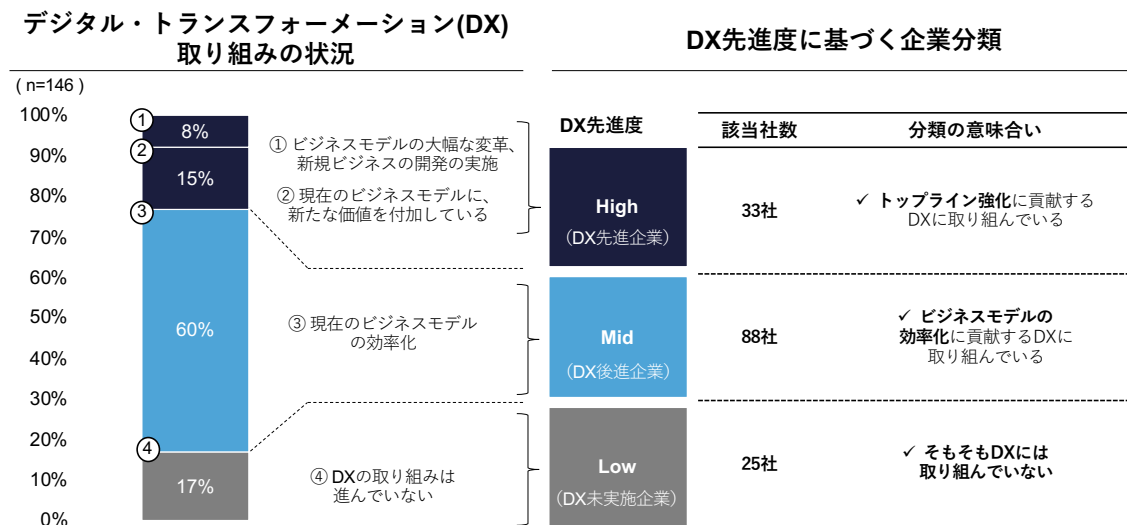 デジタル・トランスフォーメーション(DX)
取り組みの状況
DX先進度に基づく企業分類
( n=146 )
100%
90%
80%
70%
60%
50%
40%
30%
20%
10%
0%
①
8%
②
15%
③
60%
④
17%
① ビジネスモデルの大幅な変革、
新規ビジネスの開発の実施
② 現在のビジネスモデルに、
新たな価値を付加している
③ 現在のビジネスモデル
の効率化
④ DXの取り組みは
進んでいない
DX先進度
該当社数
分類の意味合い
High
(DX先進企業)
33社
✓ トップライン強化に貢献する
DXに取り組んでいる
Mid
(DX後進企業)
88社
✓ ビジネスモデルの
効率化に貢献するDXに
取り組んでいる
Low
(DX未実施企業)
25社
✓ そもそもDXには
取り組んでいない